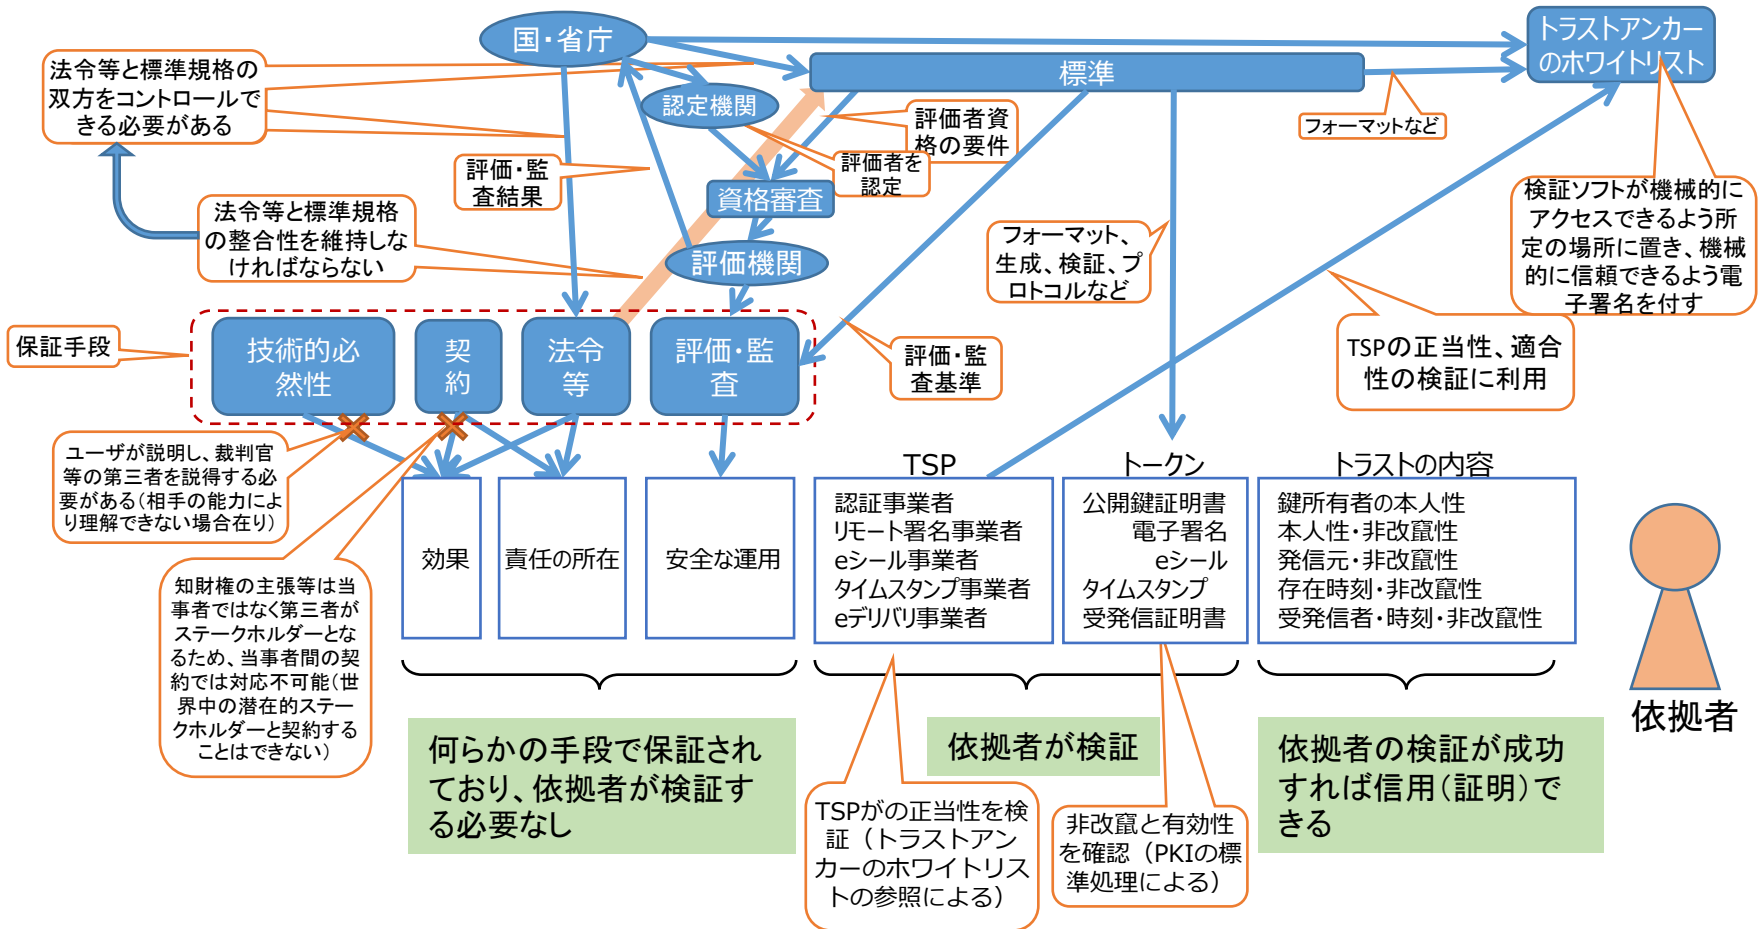 国・省庁
トラストアンカー
のホワイトリスト
標準
法令等と標準規格の
双方をコントロールで
きる必要がある
認定機関
評価者資
格の要件
フォーマットなど
評価者を
認定
評価・監
査結果
資格審査
検証ソフトが機械的に
アクセスできるよう所
定の場所に置き、機械
的に信頼できるよう電
子署名を付す
法令等と標準規格
の整合性を維持しな
ければならない
フォーマット、
生成、検証、プ
ロトコルなど
評価機関
保証手段
技術的必
然性
契
約
法令
等
評価・監
査
評価・監
査基準
TSPの正当性、適合
性の検証に利用
ユーザが説明し、裁判官
等の第三者を説得する必
要がある（相手の能力によ
り理解できない場合在り）
TSP
トークン
トラストの内容
効果
責任の所在
安全な運用
認証事業者
リモート署名事業者
eシール事業者
タイムスタンプ事業者
eデリバリ事業者
公開鍵証明書
電子署名
eシール
タイムスタンプ
受発信証明書
鍵所有者の本人性
本人性・非改竄性
発信元・非改竄性
存在時刻・非改竄性
受発信者・時刻・非改竄性
知財権の主張等は当
事者ではなく第三者が
ステークホルダーとな
るため、当事者間の契
約では対応不可能（世
界中の潜在的ステー
クホルダーと契約する
ことはできない）
依拠者
何らかの手段で保証され
ており、依拠者が検証す
る必要なし
依拠者が検証
依拠者の検証が成功
すれば信用（証明）で
きる
TSPがの正当性を検
証（トラストアン
カーのホワイトリス
トの参照による）
非改竄と有効性
を確認（PKIの標
準処理による）